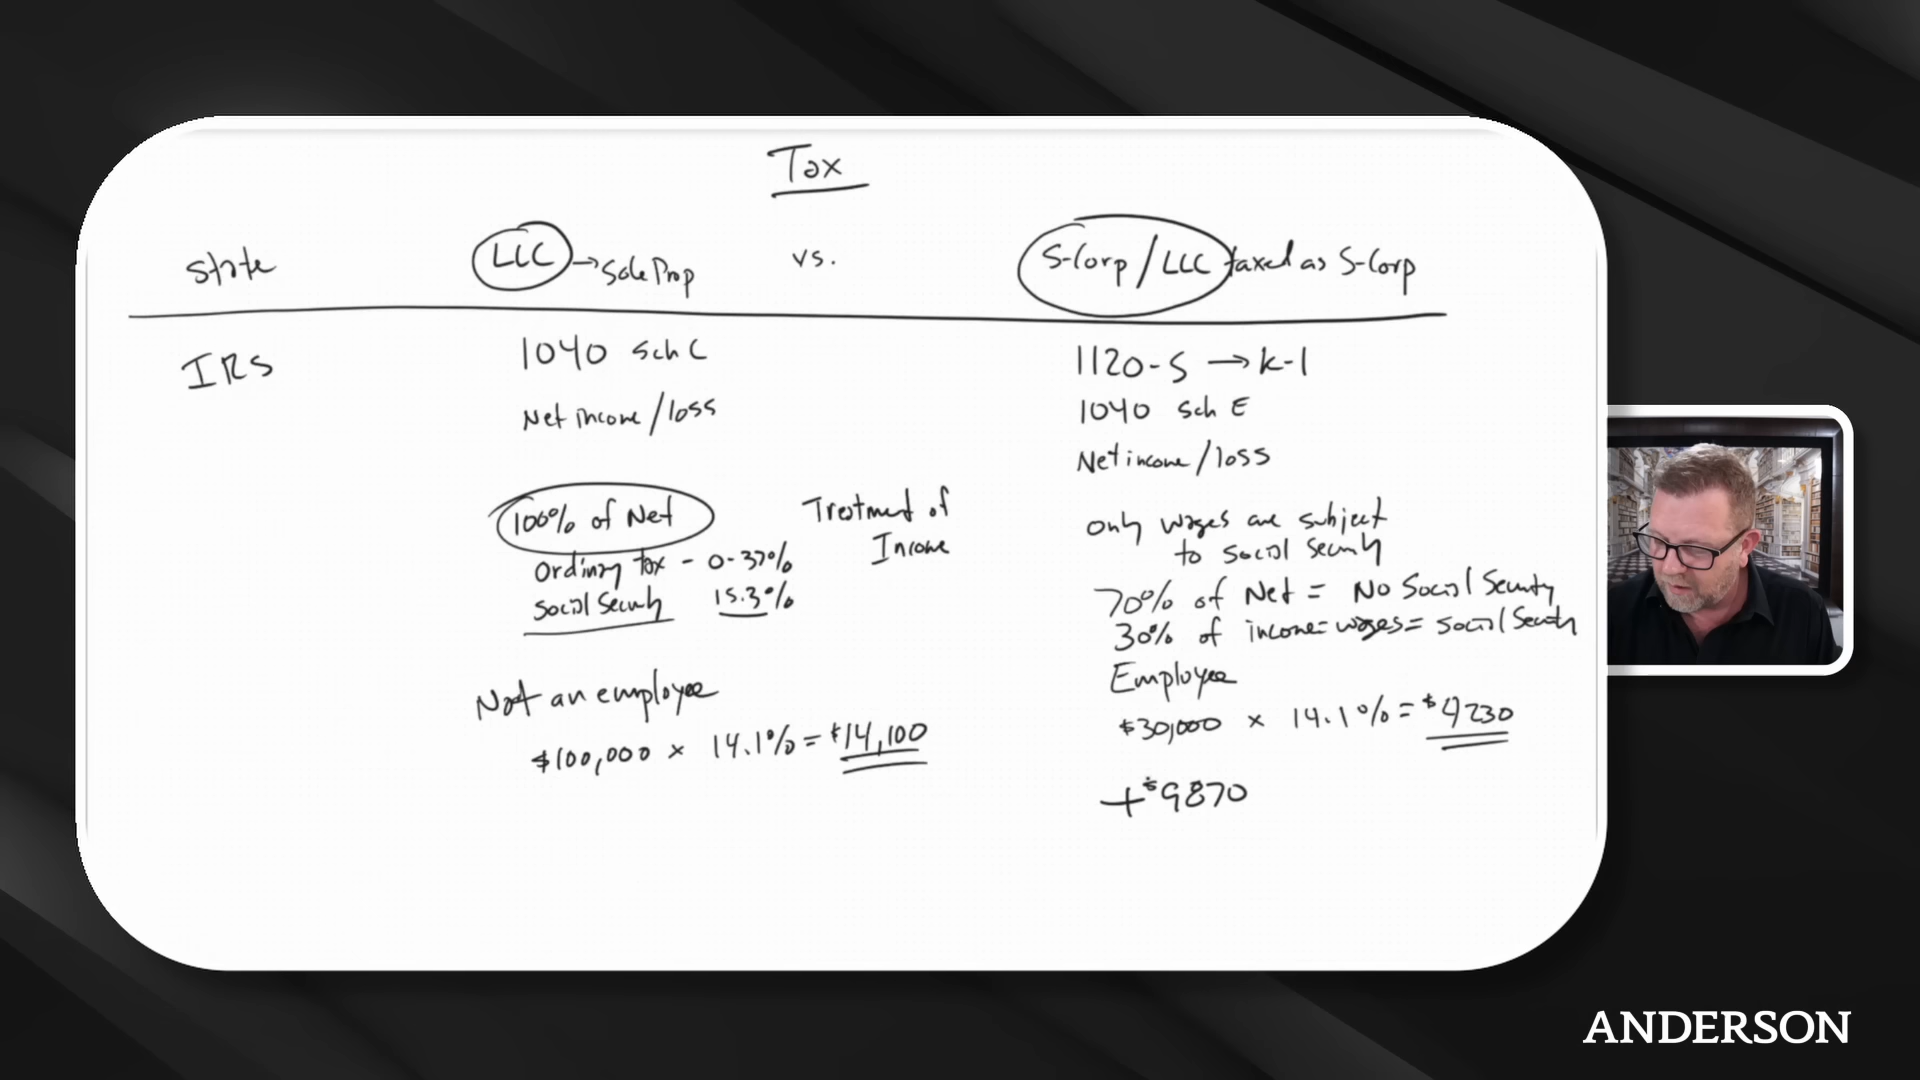 Tax
State
LLC → Sole Prop
vs.
S-Corp / LLC taxed as S-Corp
IRS
1040 Sch C
Net income / loss
100% of Net
Ordinary tax - 0-37%
Social Security 15.3%
Not an employee
$100,000 × 14.1% = $14,100
Treatment of
Income
1120-S → K-1
1040 Sch E
Net income / loss
only wages are subject
to social security
70% of Net = No Social Security
30% of income = wages = social security
Employee
$30,000 × 14.1% = $4230
+ $9870
ANDERSON